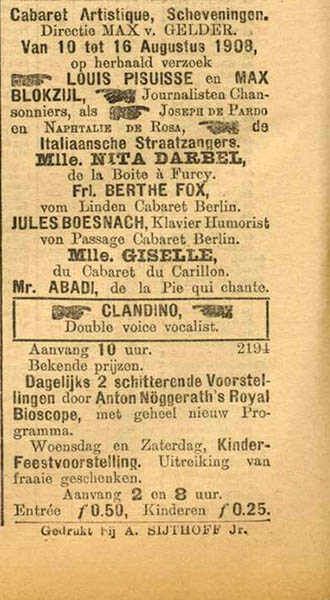 Cabaret Artistique, Scheveningen.
Directie MAX v. GELDER.
Van 10 tot 16 Augustus 1908,
op herhaald verzoek
LOUIS PISUISSE en MAX
BLOKZIJL, Journalisten Chan-
sonniers, als JOSEPH DE PARDO
en NAPHTALIE DE ROSA, de
Italiaansche Straatzangers.
Mlle. NITA DARBEL,
de la Boite à Furcy.
Frl. BERTHE FOX,
vom Linden Cabaret Berlin.
JULES BOESNACH, Klavier Humorist
von Passage Cabaret Berlin.
Mlle. GISELLE,
du Cabaret du Carillon.
Mr. ABADI, de la Pie qui chante.
CLANDINO,
Double voice vocalist.
Aanvang 10 uur. 2194
Bekende prijzen.
Dagelijks 2 schitterende Voorstel-
lingen door Anton Nöggerath's Royal
Bioscope, met geheel nieuw Pro-
gramma.
Woensdag en Zaterdag, Kinder-
Feestvoorstelling. Uitreiking van
fraaie geschenken.
Aanvang 2 en 8 uur.
Entrée f 0.50, Kinderen f 0.25.
Gedrukt bij A. SIJTHOFF Jr.